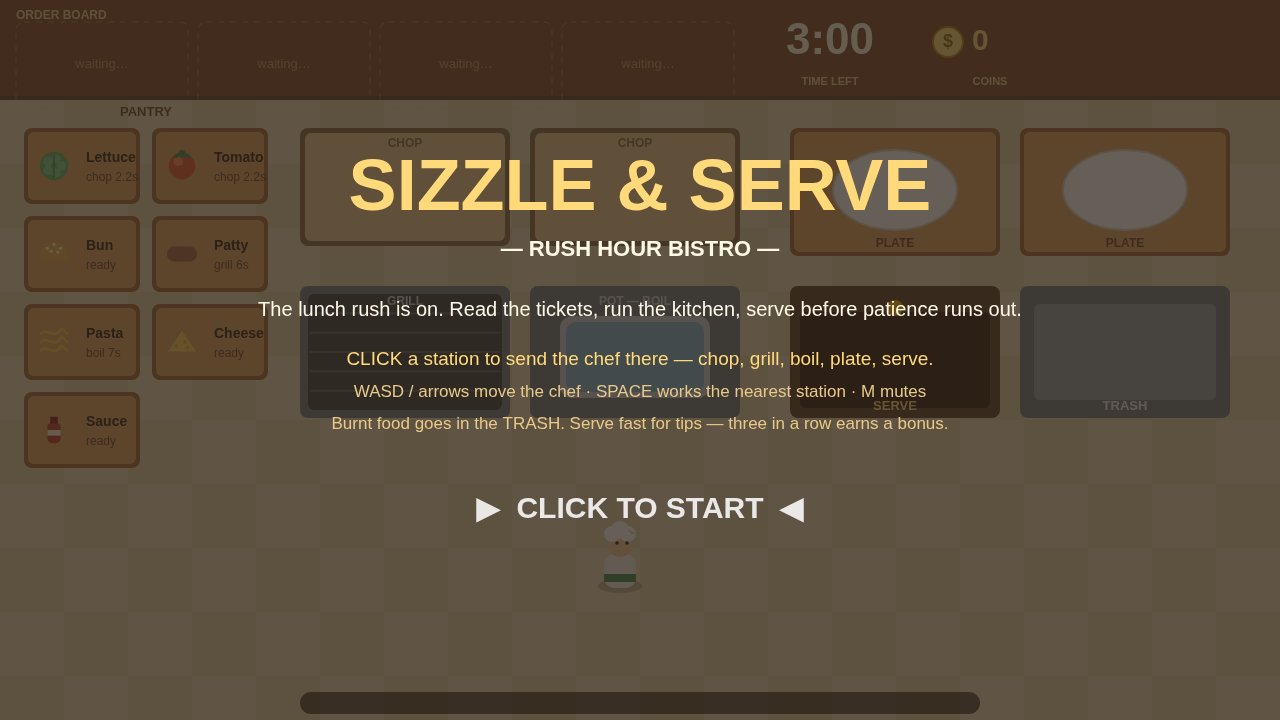 ORDER BOARD
waiting…
waiting…
waiting…
waiting…
3:00
TIME LEFT
$ 0
COINS
PANTRY
Lettuce
chop 2.2s
Tomato
chop 2.2s
Bun
ready
Patty
grill 6s
Pasta
boil 7s
Cheese
ready
Sauce
ready
CHOP
CHOP
PLATE
PLATE
GRILL
POT — BOIL
SERVE
TRASH
SIZZLE & SERVE
— RUSH HOUR BISTRO —
The lunch rush is on. Read the tickets, run the kitchen, serve before patience runs out.
CLICK a station to send the chef there — chop, grill, boil, plate, serve.
WASD / arrows move the chef · SPACE works the nearest station · M mutes
Burnt food goes in the TRASH. Serve fast for tips — three in a row earns a bonus.
▶ CLICK TO START ◀